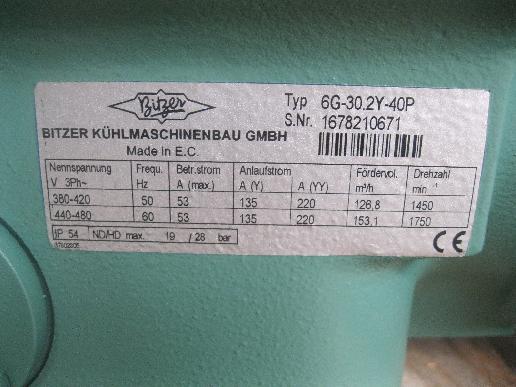 Bitzer
Typ 6G-30.2Y-40P
S.Nr. 1678210671
BITZER KÜHLMASCHINENBAU GMBH
Made in E.C.
Nennspannung Frequ. Betr.strom Anlaufstrom Fördervol. Drehzahl
V 3Ph~ Hz A (max.) A (Y) A (YY) m³/h min⁻¹
380-420 50 53 135 220 126,8 1450
440-480 60 53 135 220 153,1 1750
IP 54 ND/HD max. 19 / 28 bar
CE